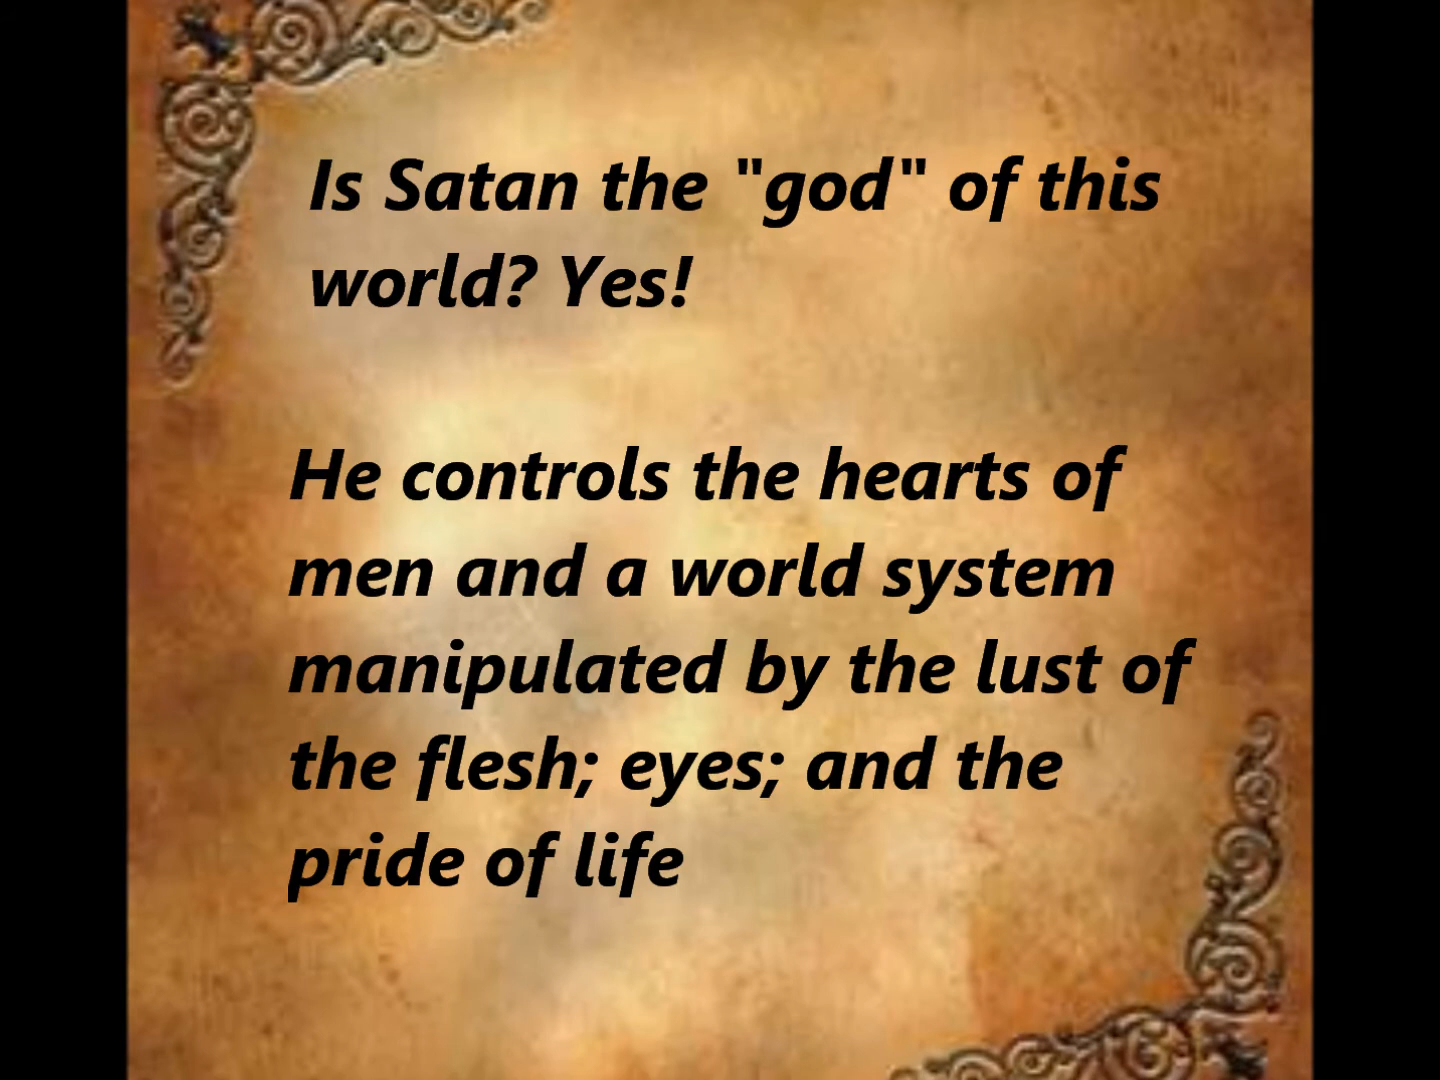 Is Satan the "god" of this
world? Yes!
He controls the hearts of
men and a world system
manipulated by the lust of
the flesh; eyes; and the
pride of life